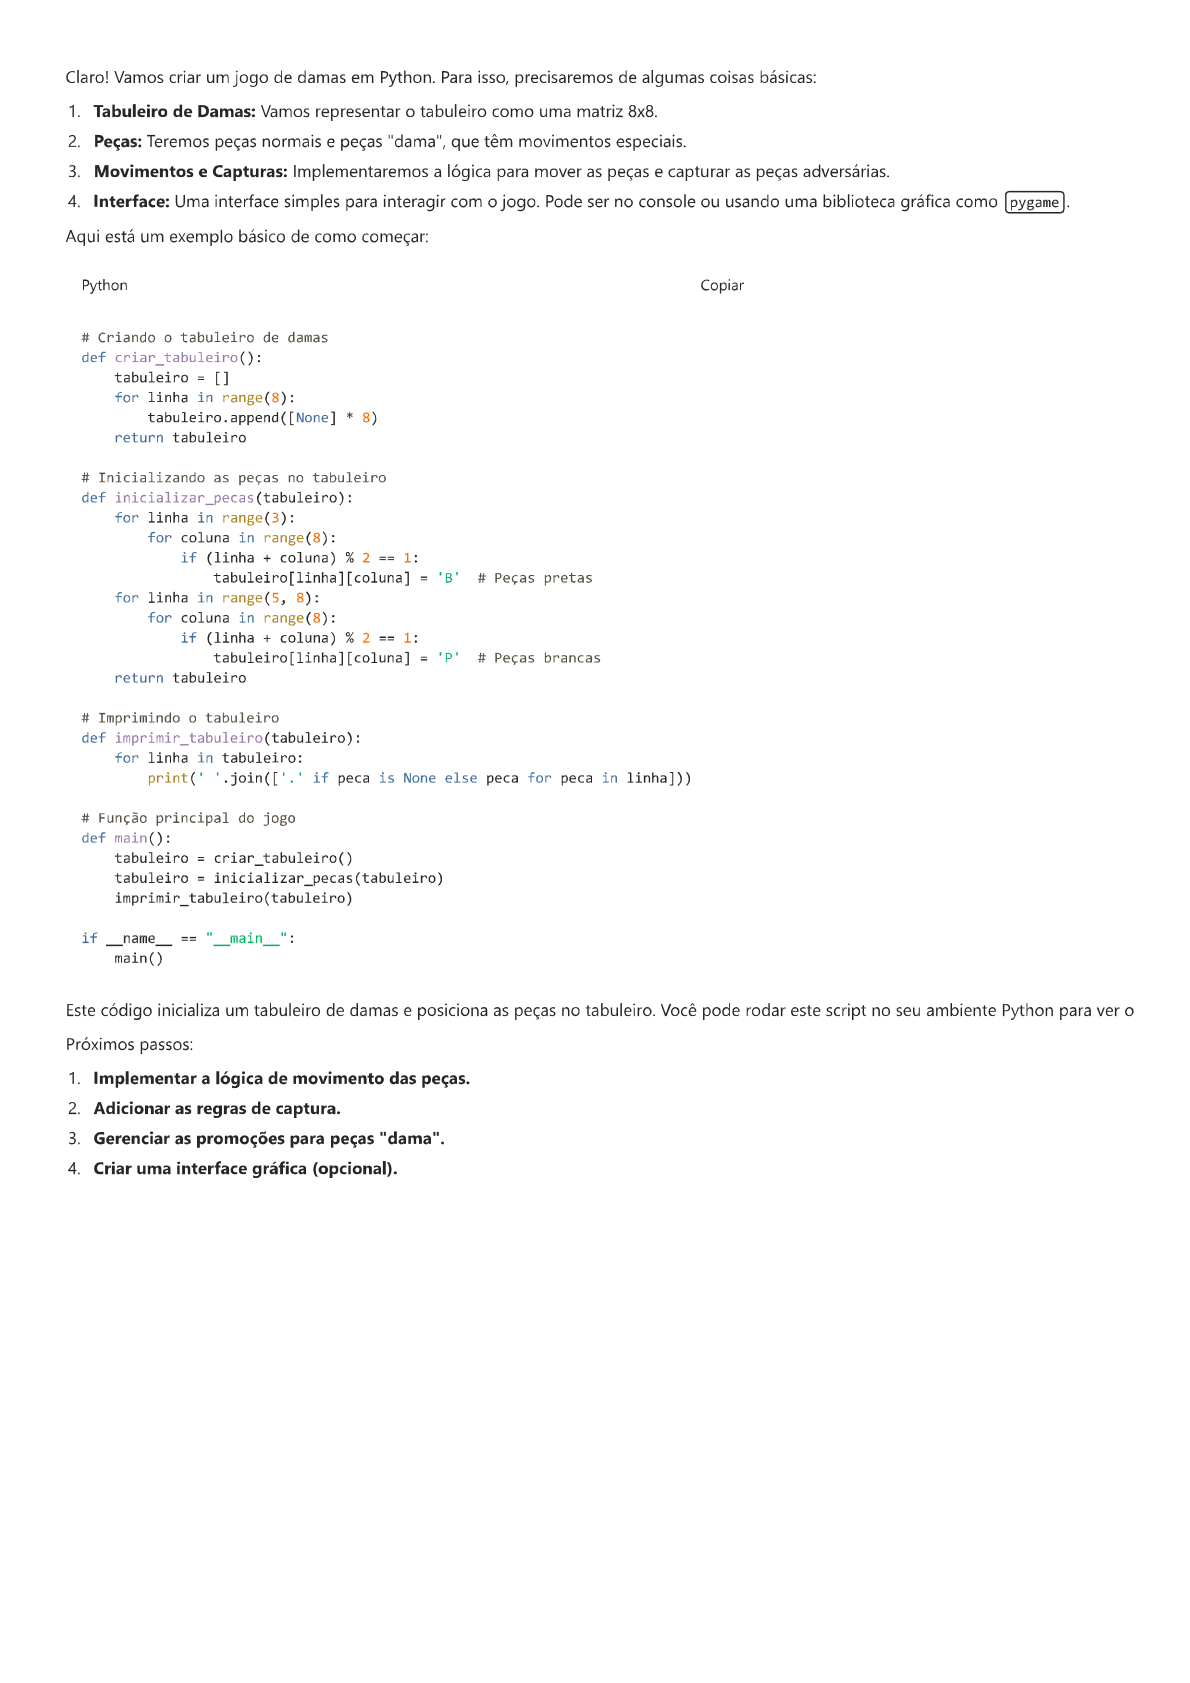 Claro! Vamos criar um jogo de damas em Python. Para isso, precisaremos de algumas coisas básicas:
1. Tabuleiro de Damas: Vamos representar o tabuleiro como uma matriz 8x8.
2. Peças: Teremos peças normais e peças "dama", que têm movimentos especiais.
3. Movimentos e Capturas: Implementaremos a lógica para mover as peças e capturar as peças adversárias.
4. Interface: Uma interface simples para interagir com o jogo. Pode ser no console ou usando uma biblioteca gráfica como pygame.
Aqui está um exemplo básico de como começar:
Python Copiar
# Criando o tabuleiro de damas
def criar_tabuleiro():
    tabuleiro = []
    for linha in range(8):
        tabuleiro.append([None] * 8)
    return tabuleiro
# Inicializando as peças no tabuleiro
def inicializar_pecas(tabuleiro):
    for linha in range(3):
        for coluna in range(8):
            if (linha + coluna) % 2 == 1:
                tabuleiro[linha][coluna] = 'B'  # Peças pretas
    for linha in range(5, 8):
        for coluna in range(8):
            if (linha + coluna) % 2 == 1:
                tabuleiro[linha][coluna] = 'P'  # Peças brancas
    return tabuleiro
# Imprimindo o tabuleiro
def imprimir_tabuleiro(tabuleiro):
    for linha in tabuleiro:
        print(' '.join(['.' if peca is None else peca for peca in linha]))
# Função principal do jogo
def main():
    tabuleiro = criar_tabuleiro()
    tabuleiro = inicializar_pecas(tabuleiro)
    imprimir_tabuleiro(tabuleiro)
if __name__ == "__main__":
    main()
Este código inicializa um tabuleiro de damas e posiciona as peças no tabuleiro. Você pode rodar este script no seu ambiente Python para ver o
Próximos passos:
1. Implementar a lógica de movimento das peças.
2. Adicionar as regras de captura.
3. Gerenciar as promoções para peças "dama".
4. Criar uma interface gráfica (opcional).